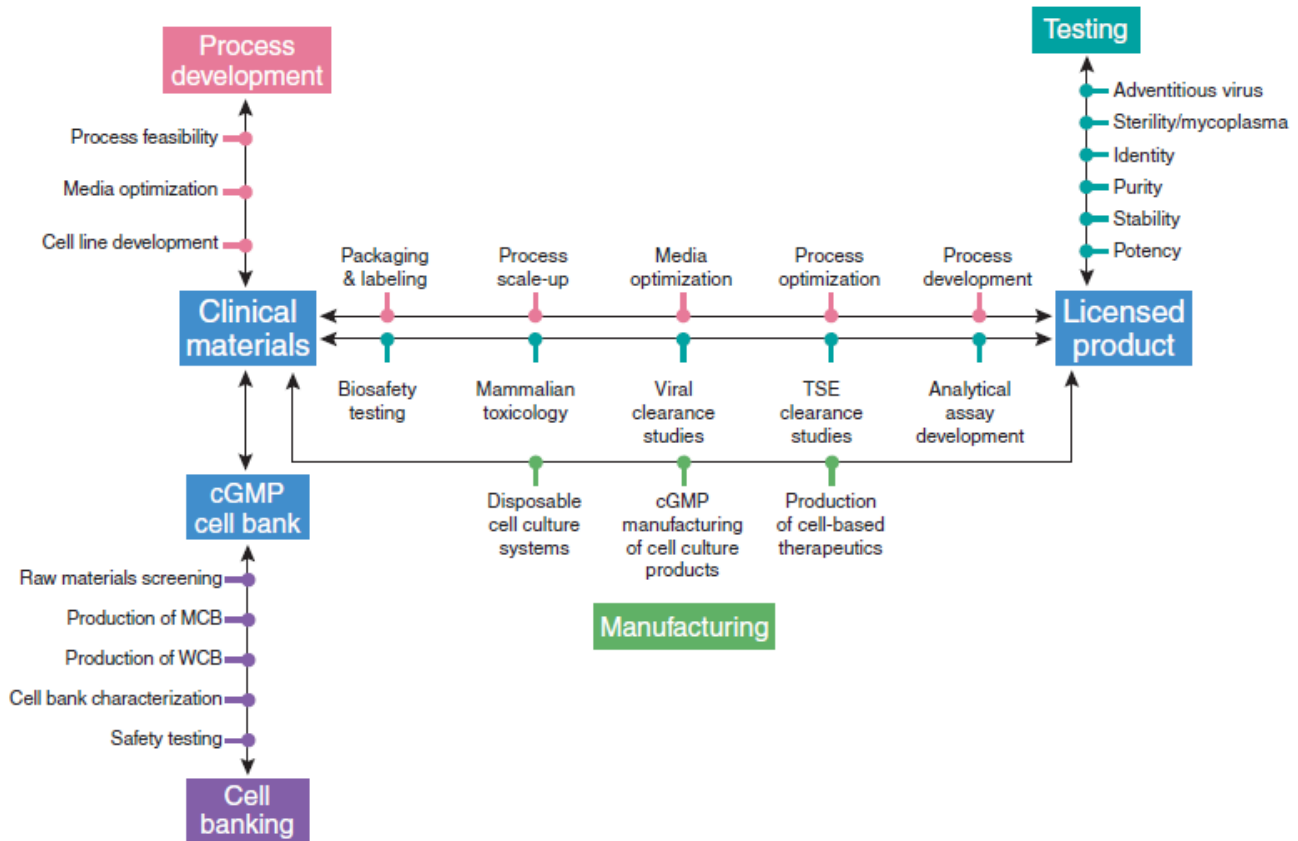 Process
development
Process feasibility
Media optimization
Cell line development
Testing
Adventitious virus
Sterility/mycoplasma
Identity
Purity
Stability
Potency
Packaging
& labeling
Process
scale-up
Media
optimization
Process
optimization
Process
development
Clinical
materials
Licensed
product
Biosafety
testing
Mammalian
toxicology
Viral
clearance
studies
TSE
clearance
studies
Analytical
assay
development
cGMP
cell bank
Disposable
cell culture
systems
cGMP
manufacturing
of cell culture
products
Production
of cell-based
therapeutics
Manufacturing
Raw materials screening
Production of MCB
Production of WCB
Cell bank characterization
Safety testing
Cell
banking